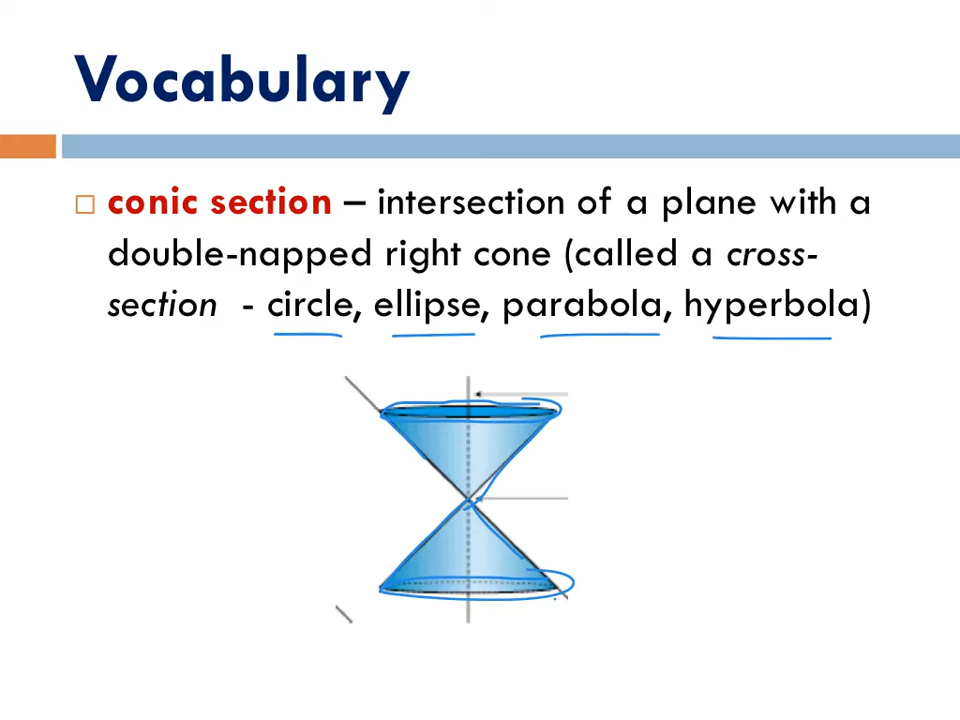 Vocabulary
conic section – intersection of a plane with a
double-napped right cone (called a cross-
section - circle, ellipse, parabola, hyperbola)